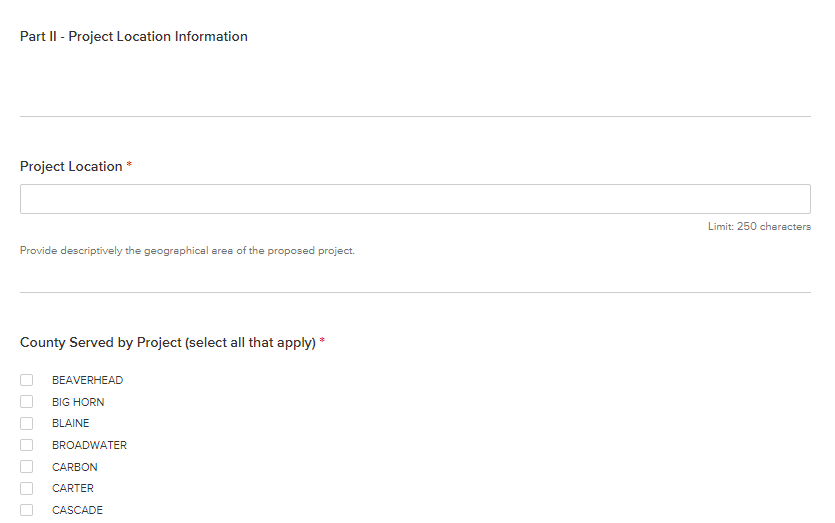 Part II - Project Location Information
Project Location *
Limit: 250 characters
Provide descriptively the geographical area of the proposed project.
County Served by Project (select all that apply) *
BEAVERHEAD
BIG HORN
BLAINE
BROADWATER
CARBON
CARTER
CASCADE